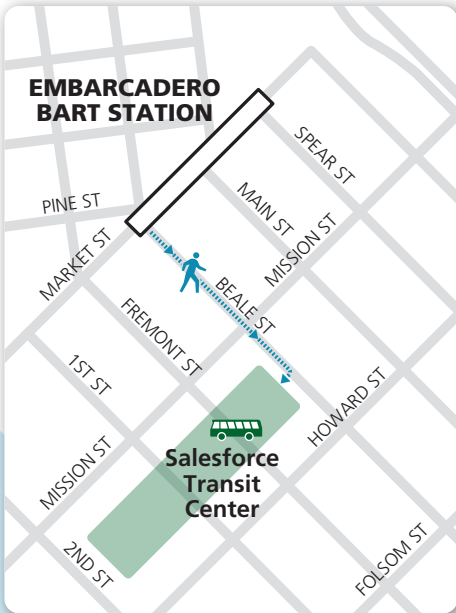 EMBARCADERO
BART STATION
SPEAR ST
PINE ST
MAIN ST
MISSION ST
MARKET ST
BEALE ST
FREMONT ST
1ST ST
HOWARD ST
Salesforce
Transit
Center
MISSION ST
2ND ST
FOLSOM ST